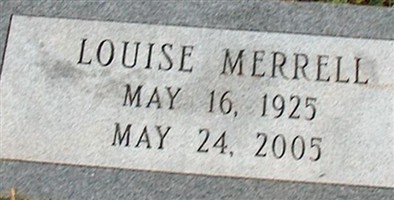 LOUISE MERRELL
MAY 16, 1925
MAY 24, 2005